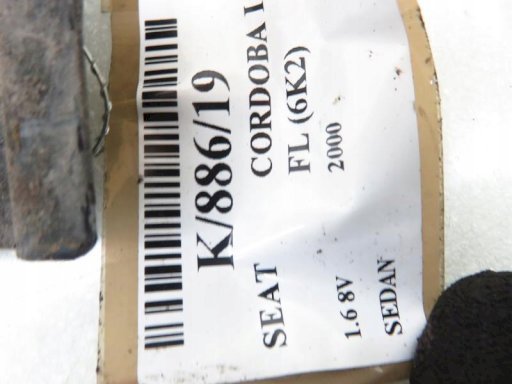 K/886/19
SEAT CORDOBA I
FL (6K2)
1.6 8V 2000
SEDAN